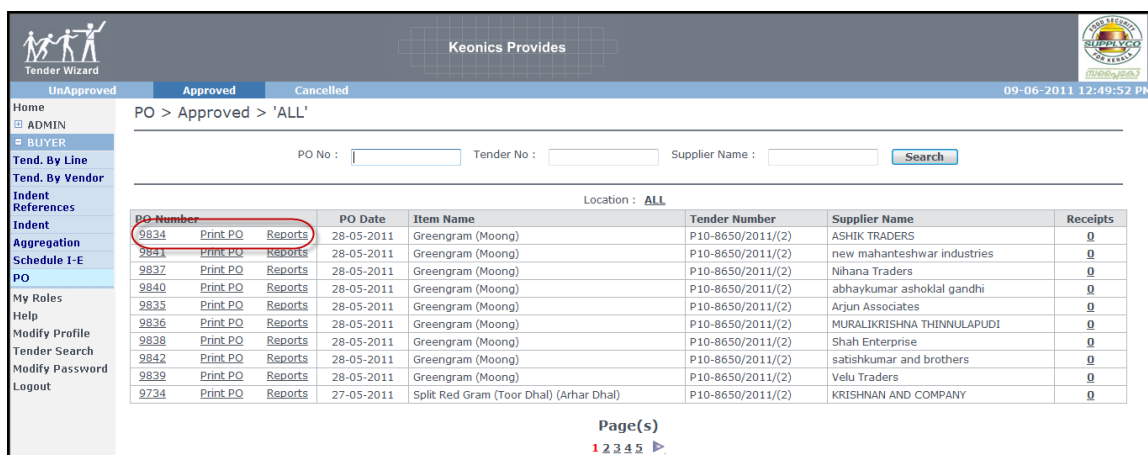 Tender Wizard
Keonics Provides
FOOD SECURITY
SUPPLYCO
FOR KERALA
UnApproved Approved Cancelled 09-06-2011 12:49:52 PM
Home
ADMIN
BUYER
Tend. By Line
Tend. By Vendor
Indent
References
Indent
Aggregation
Schedule I-E
PO
My Roles
Help
Modify Profile
Tender Search
Modify Password
Logout
PO > Approved > 'ALL'
PO No : Tender No : Supplier Name : Search
Location : ALL
PO Number PO Date Item Name Tender Number Supplier Name Receipts
9834 Print PO Reports 28-05-2011 Greengram (Moong) P10-8650/2011/(2) ASHIK TRADERS 0
9841 Print PO Reports 28-05-2011 Greengram (Moong) P10-8650/2011/(2) new mahanteshwar industries 0
9837 Print PO Reports 28-05-2011 Greengram (Moong) P10-8650/2011/(2) Nihana Traders 0
9840 Print PO Reports 28-05-2011 Greengram (Moong) P10-8650/2011/(2) abhaykumar ashoklal gandhi 0
9835 Print PO Reports 28-05-2011 Greengram (Moong) P10-8650/2011/(2) Arjun Associates 0
9836 Print PO Reports 28-05-2011 Greengram (Moong) P10-8650/2011/(2) MURALIKRISHNA THINNULAPUDI 0
9838 Print PO Reports 28-05-2011 Greengram (Moong) P10-8650/2011/(2) Shah Enterprise 0
9842 Print PO Reports 28-05-2011 Greengram (Moong) P10-8650/2011/(2) satishkumar and brothers 0
9839 Print PO Reports 28-05-2011 Greengram (Moong) P10-8650/2011/(2) Velu Traders 0
9734 Print PO Reports 27-05-2011 Split Red Gram (Toor Dhal) (Arhar Dhal) P10-8650/2011/(2) KRISHNAN AND COMPANY 0
Page(s)
1 2 3 4 5